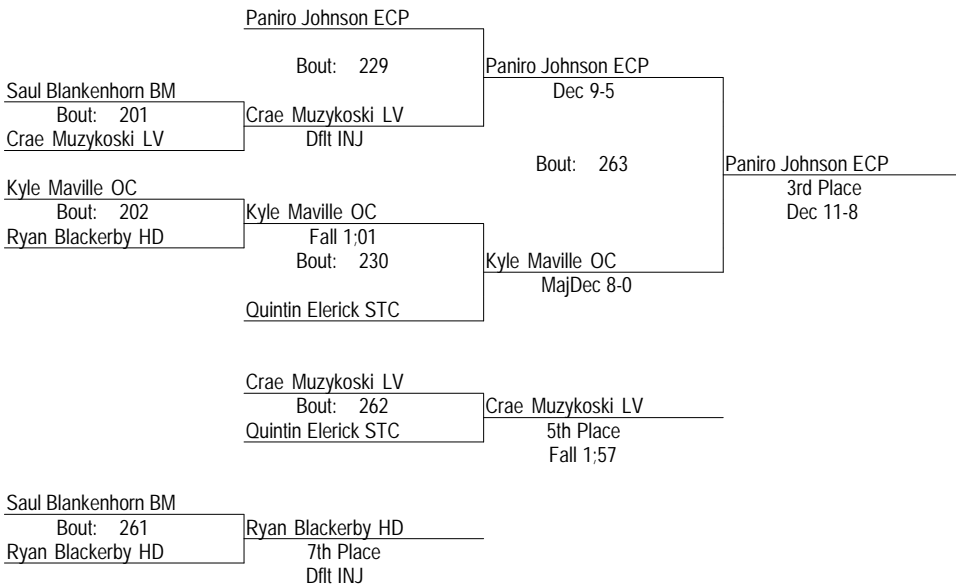 Paniro Johnson ECP
Bout: 229
Paniro Johnson ECP
Dec 9-5
Saul Blankenhorn BM
Bout: 201
Crae Muzykoski LV
Crae Muzykoski LV
Dflt INJ
Bout: 263
Paniro Johnson ECP
3rd Place
Dec 11-8
Kyle Maville OC
Bout: 202
Ryan Blackerby HD
Kyle Maville OC
Fall 1;01
Bout: 230
Kyle Maville OC
MajDec 8-0
Quintin Elerick STC
Crae Muzykoski LV
Bout: 262
Quintin Elerick STC
Crae Muzykoski LV
5th Place
Fall 1;57
Saul Blankenhorn BM
Bout: 261
Ryan Blackerby HD
Ryan Blackerby HD
7th Place
Dflt INJ